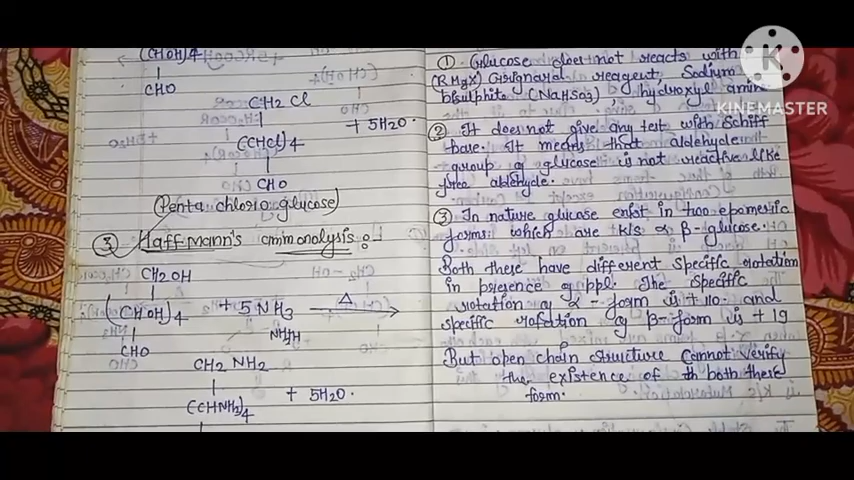 (CHOH)4
CHO
CH2 Cl
(CHCl)4
+ 5H2O.
CHO
(Penta chloro glucose)
③ Haffmann's aminonalysis :-
CH2OH
(CHOH)4 + 5 NH3 △
NH2H
CHO
CH2 NH2
(CHNH2)4 + 5H2O.
① Glucose does not reacts with
(RMgX) Grignard reagent, Sodium
bisulphite (NaHSO3), hydroxyl amine
② It does not give any test with Schiff
base. It means that aldehyde
group of glucose is not reactive like
free aldehyde.
③ In nature glucose exist in two epomeric
forms which are K/s α β-glucose.
Both these have different specific rotation
in presence of ppl. The specific
rotation of α-form is + 110. and
specific rotation of β-form is + 19
But open chain structure cannot verify
the existence of both these
form.
KINEMASTER